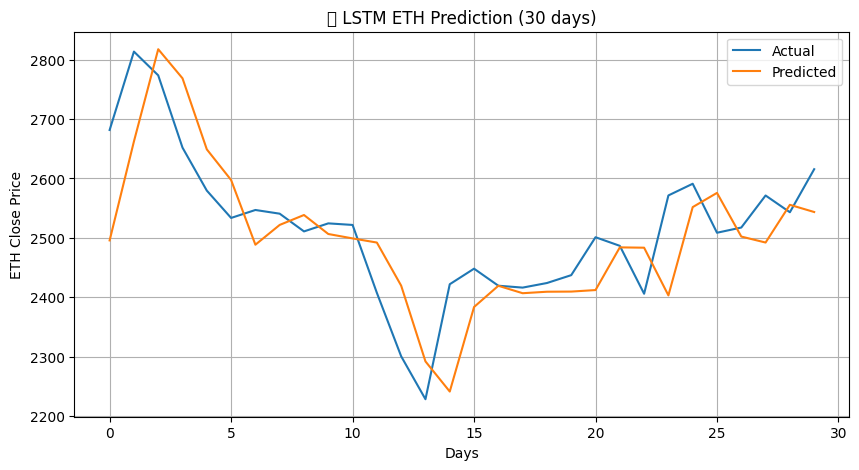 LSTM ETH Prediction (30 days)
Actual
Predicted
ETH Close Price
2800
2700
2600
2500
2400
2300
2200
0 5 10 15 20 25 30
Days